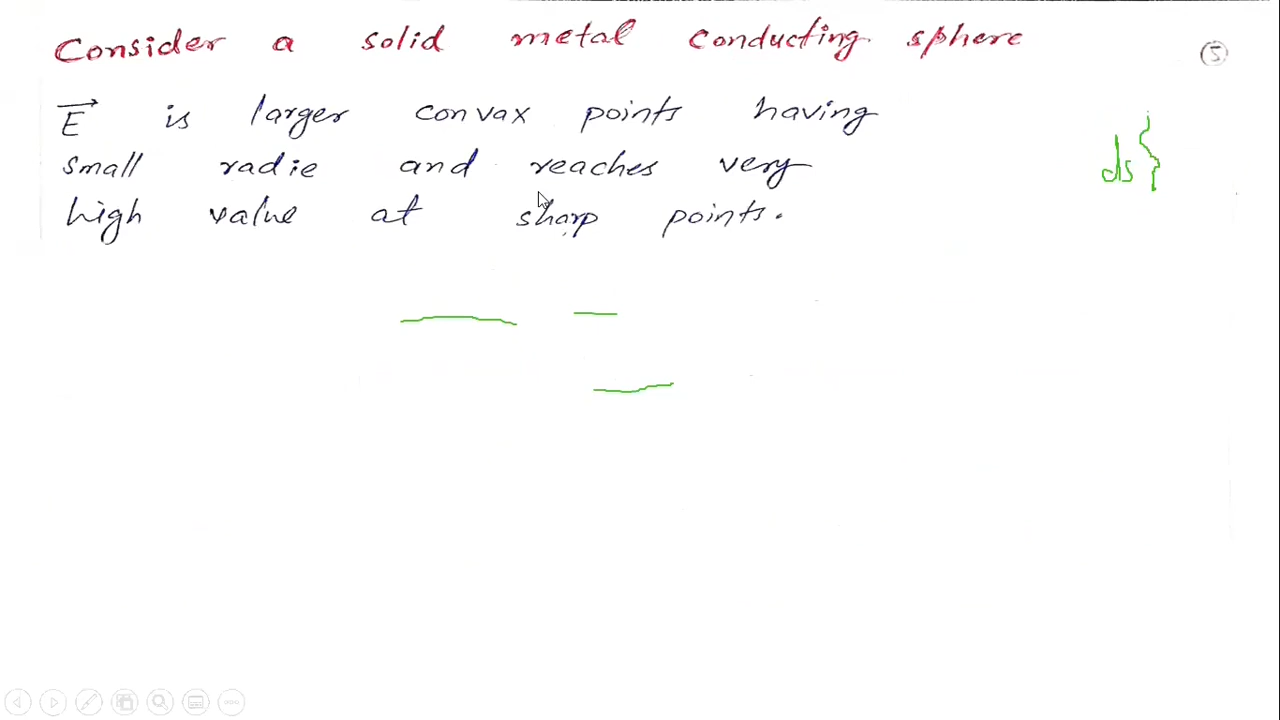 Consider a solid metal conducting sphere
5
E is larger convax points having
small radie and reaches very
high value at sharp points.
ds